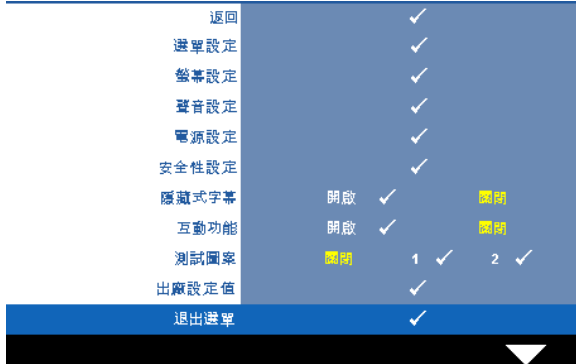 返回
選單設定
螢幕設定
聲音設定
電源設定
安全性設定
隱藏式字幕 開啟 關閉
互動功能 開啟 關閉
測試圖案 關閉 1 2
出廠設定值
退出選單